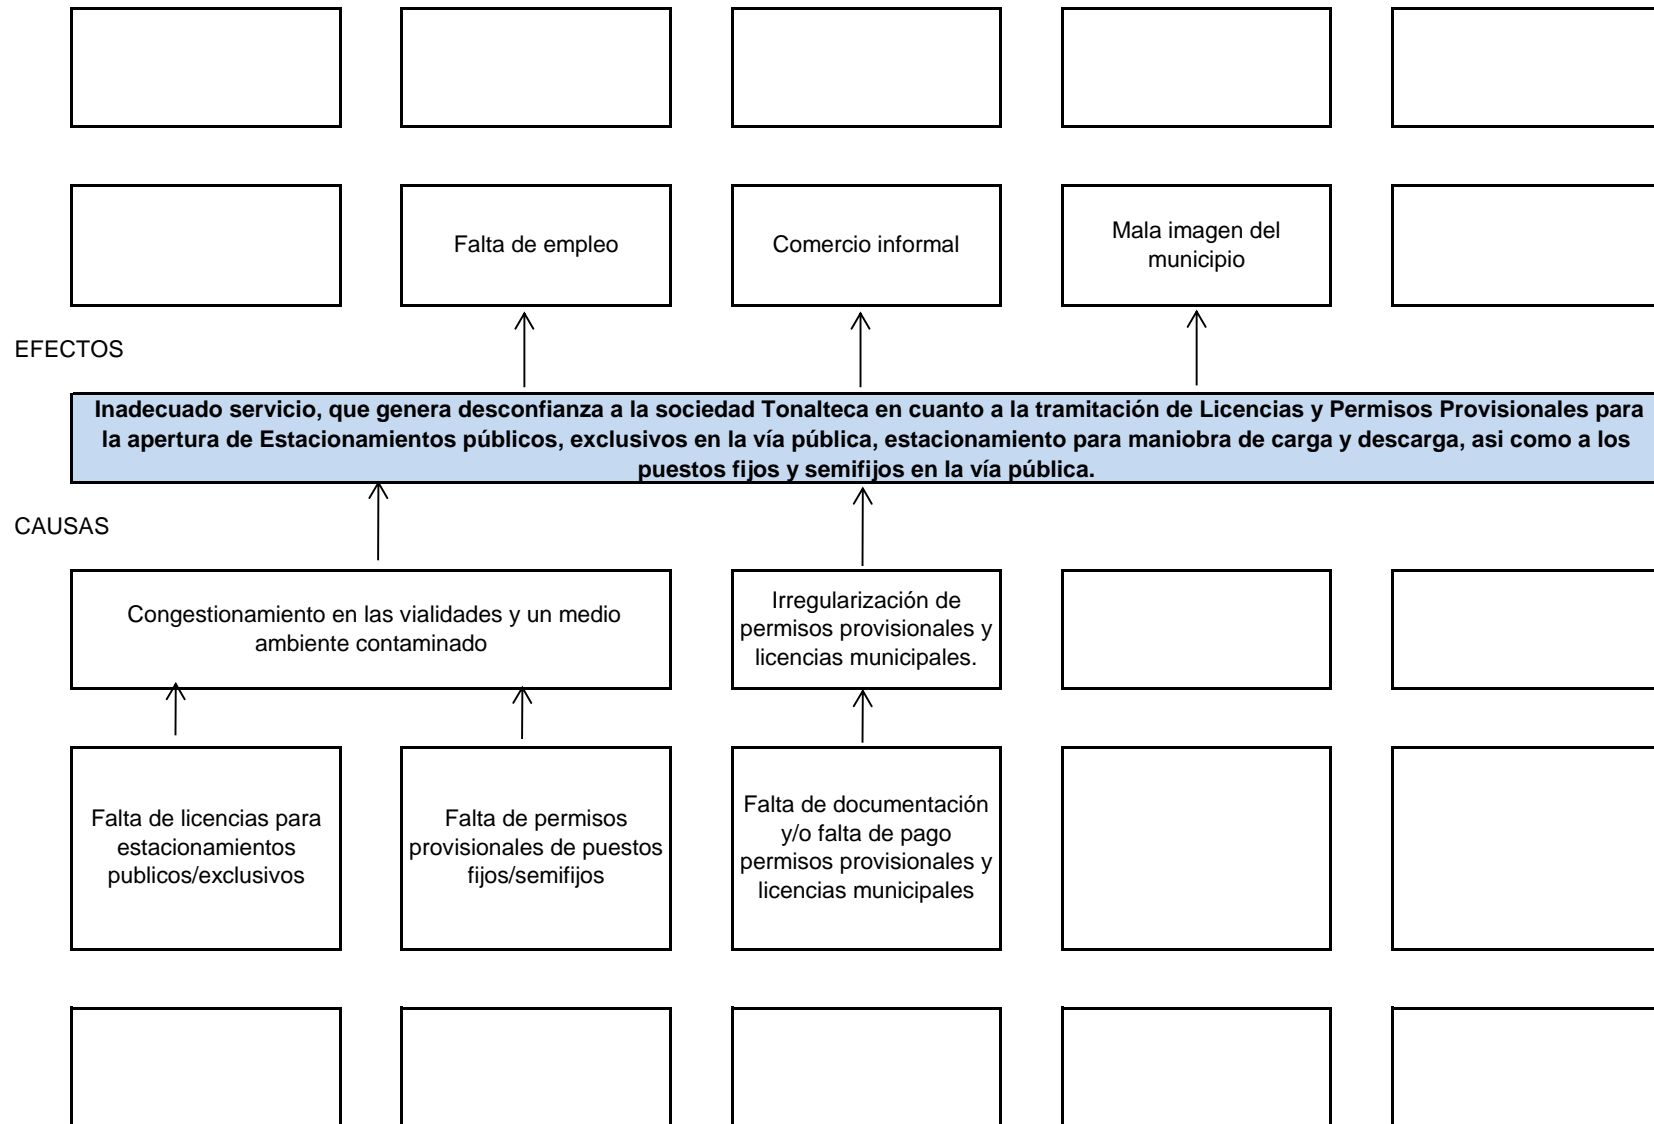 Falta de empleo
Comercio informal
Mala imagen del
municipio
EFECTOS
Inadecuado servicio, que genera desconfianza a la sociedad Tonalteca en cuanto a la tramitación de Licencias y Permisos Provisionales para
la apertura de Estacionamientos públicos, exclusivos en la vía pública, estacionamiento para maniobra de carga y descarga, asi como a los
puestos fijos y semifijos en la vía pública.
CAUSAS
Congestionamiento en las vialidades y un medio
ambiente contaminado
Irregularización de
permisos provisionales y
licencias municipales.
Falta de licencias para
estacionamientos
publicos/exclusivos
Falta de permisos
provisionales de puestos
fijos/semifijos
Falta de documentación
y/o falta de pago
permisos provisionales y
licencias municipales